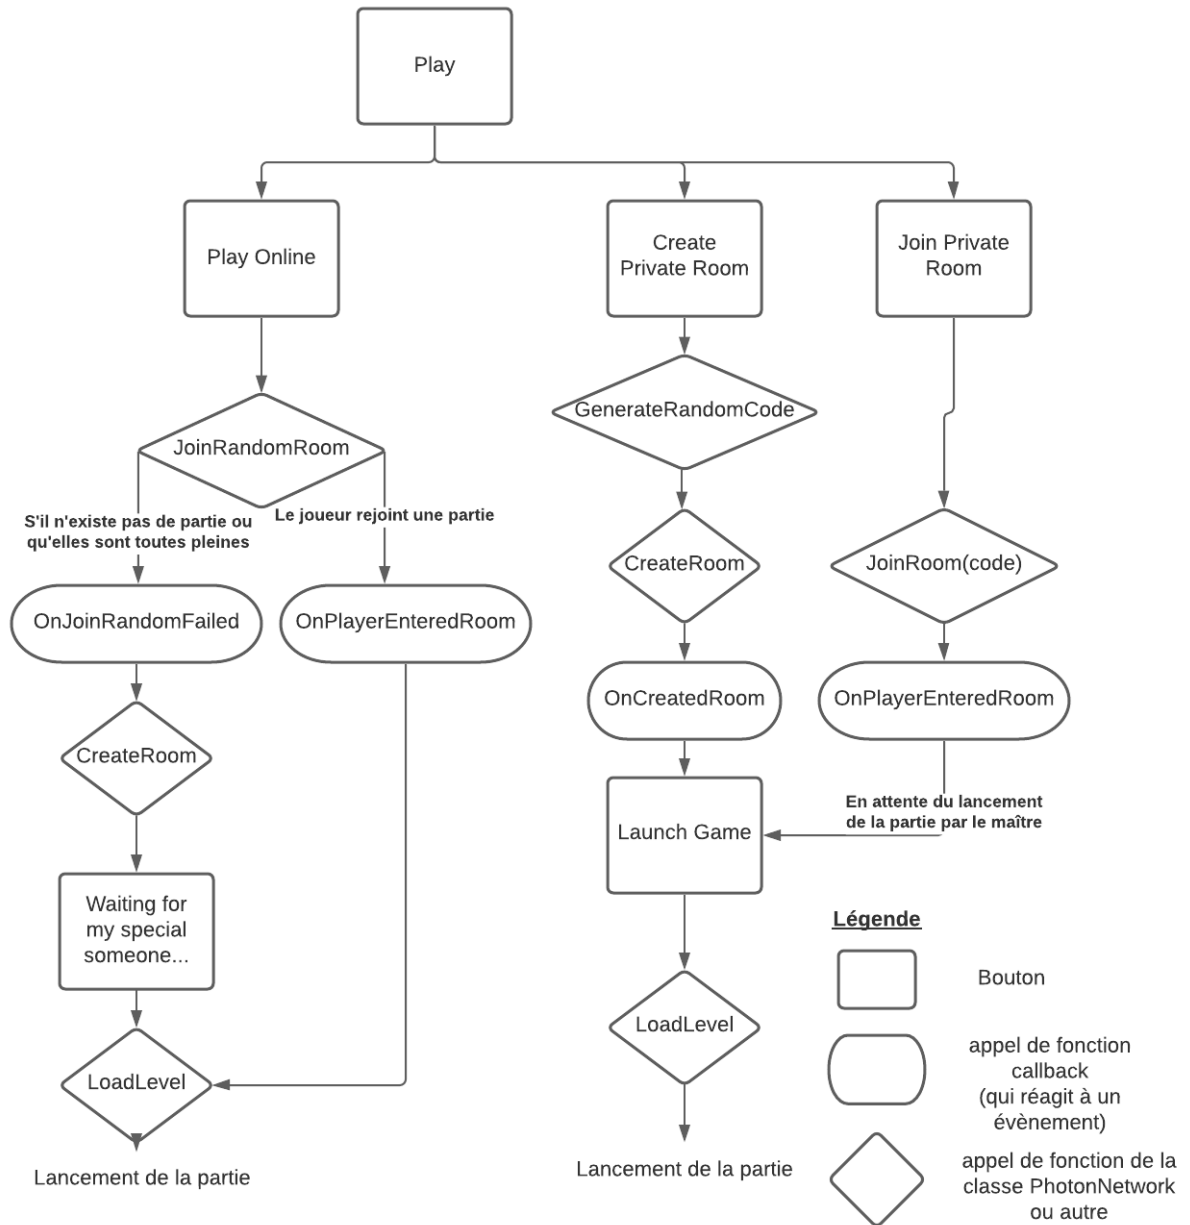 Play
Play Online
Create
Private Room
Join Private
Room
GenerateRandomCode
JoinRandomRoom
S'il n'existe pas de partie ou
qu'elles sont toutes pleines
Le joueur rejoint une partie
CreateRoom
JoinRoom(code)
OnJoinRandomFailed
OnPlayerEnteredRoom
OnCreatedRoom
OnPlayerEnteredRoom
CreateRoom
En attente du lancement
de la partie par le maître
Launch Game
Waiting for
my special
someone...
Légende
Bouton
LoadLevel
appel de fonction
callback
(qui réagit à un
évènement)
LoadLevel
Lancement de la partie
Lancement de la partie
appel de fonction de la
classe PhotonNetwork
ou autre